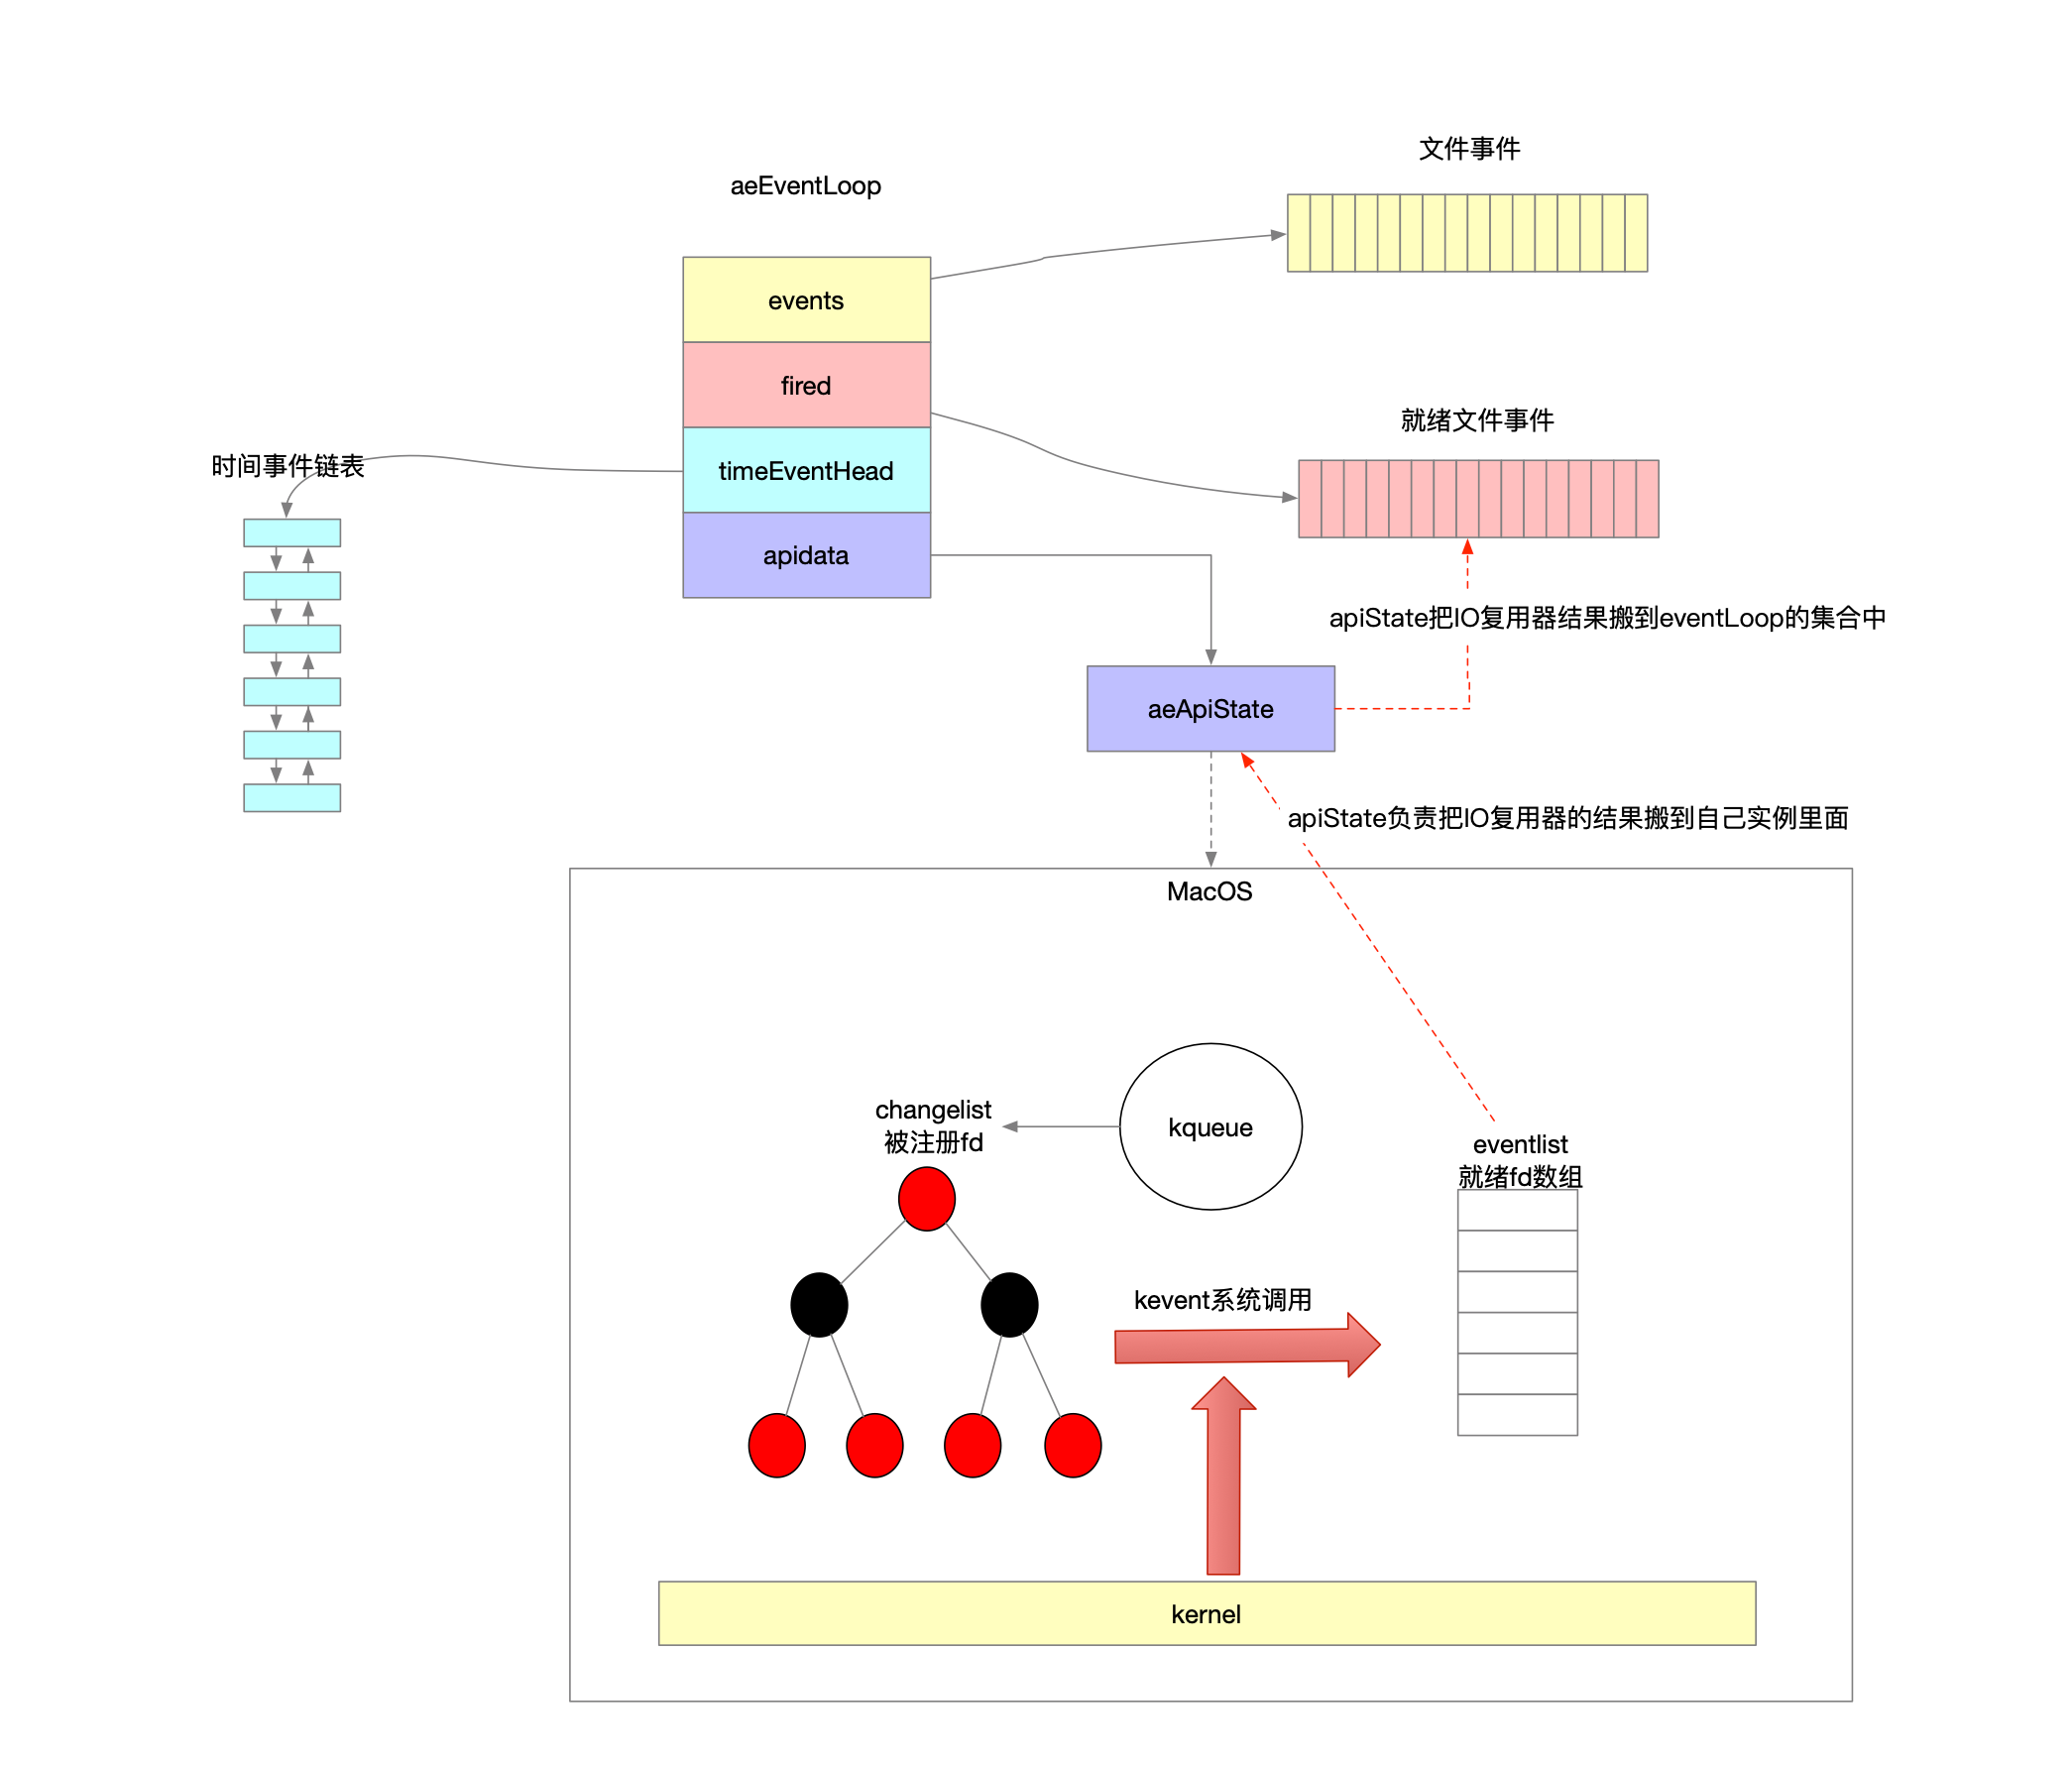 文件事件
aeEventLoop
events
fired
就绪文件事件
时间事件链表
timeEventHead
apidata
apiState把IO复用器结果搬到eventLoop的集合中
aeApiState
apiState负责把IO复用器的结果搬到自己实例里面
MacOS
changelist
被注册fd
kqueue
eventlist
就绪fd数组
kevent系统调用
kernel